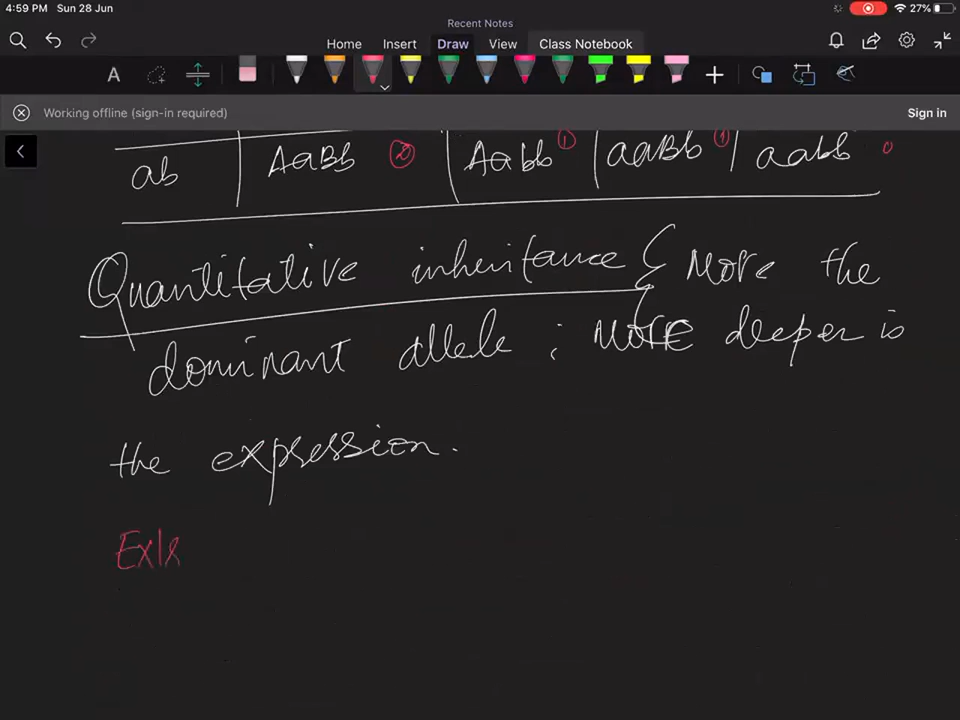 4:59 PM Sun 28 Jun 27%
Recent Notes
Home Insert Draw View Class Notebook
A
Working offline (sign-in required) Sign in
ab AaBb 2 Aabb 1 aaBb 1 aabb 0
Quantitative inheritance { More the
dominant allele ; more deeper is
the expression.